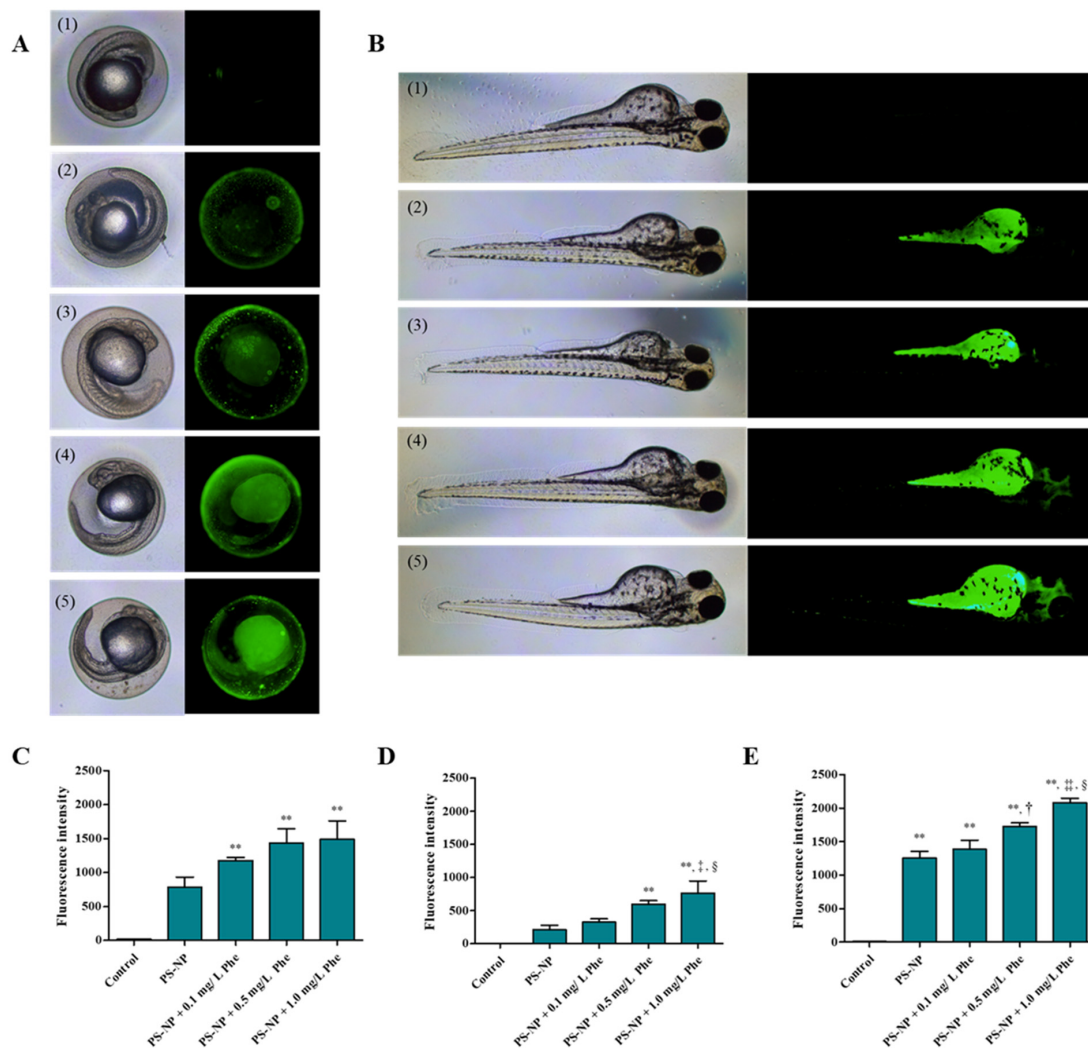 A
(1)
(2)
(3)
(4)
(5)
B
(1)
(2)
(3)
(4)
(5)
C
Fluorescence intensity
2500
2000
1500
1000
500
0
**
**
**
Control
PS-NP
PS-NP + 0.1 mg/ L Phe
PS-NP + 0.5 mg/L Phe
PS-NP + 1.0 mg/L Phe
D
Fluorescence intensity
2500
2000
1500
1000
500
0
**
**, ‡, §
Control
PS-NP
PS-NP + 0.1 mg/ L Phe
PS-NP + 0.5 mg/L Phe
PS-NP + 1.0 mg/L Phe
E
Fluorescence intensity
2500
2000
1500
1000
500
0
**
**
**, †
**, ‡‡, §
Control
PS-NP
PS-NP + 0.1 mg/L Phe
PS-NP + 0.5 mg/L Phe
PS-NP + 1.0 mg/L Phe